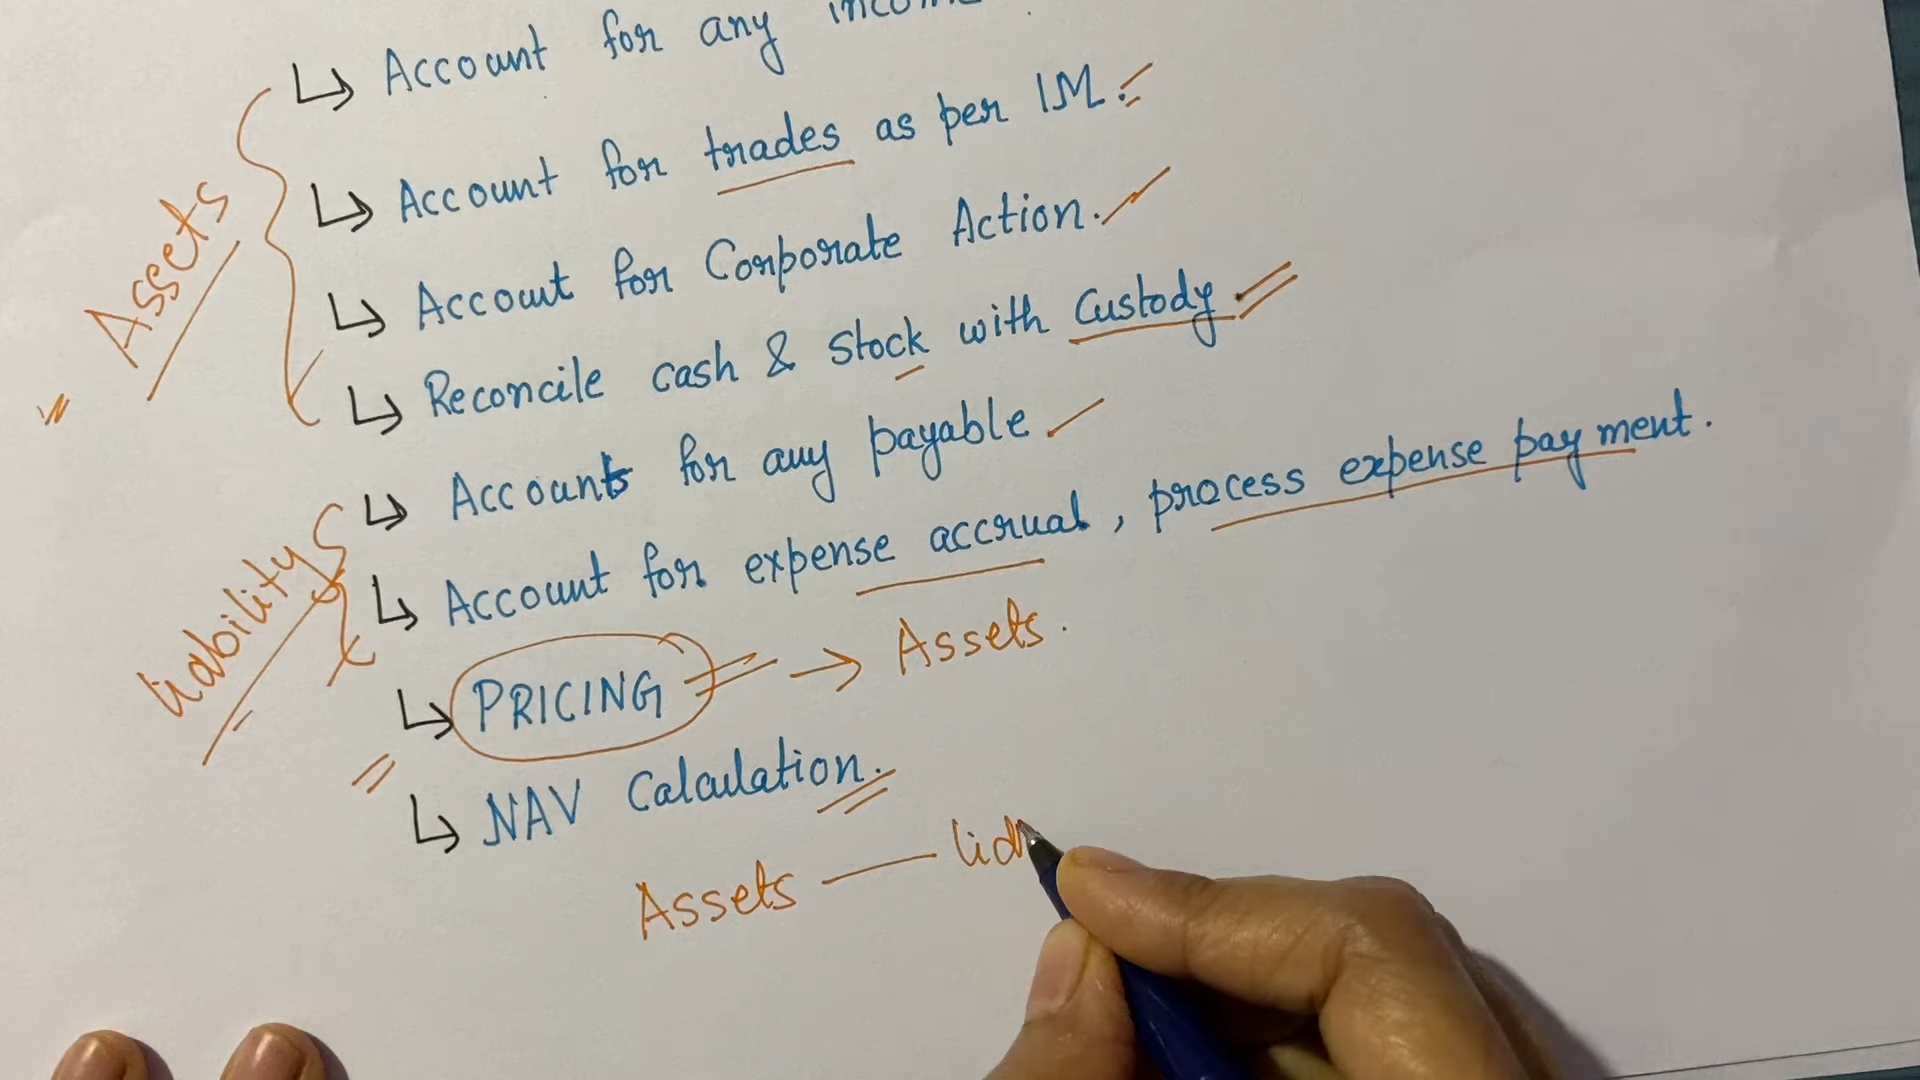 ↳ Account for any
↳ Account for trades as per IM.
↳ Account for Corporate Action.
↳ Reconcile cash & stock with Custody
Assets
↳ Accounts for any payable
↳ Account for expense accrual, process expense payment.
liability
↳ PRICING → Assets.
↳ NAV Calculation.
Assets —